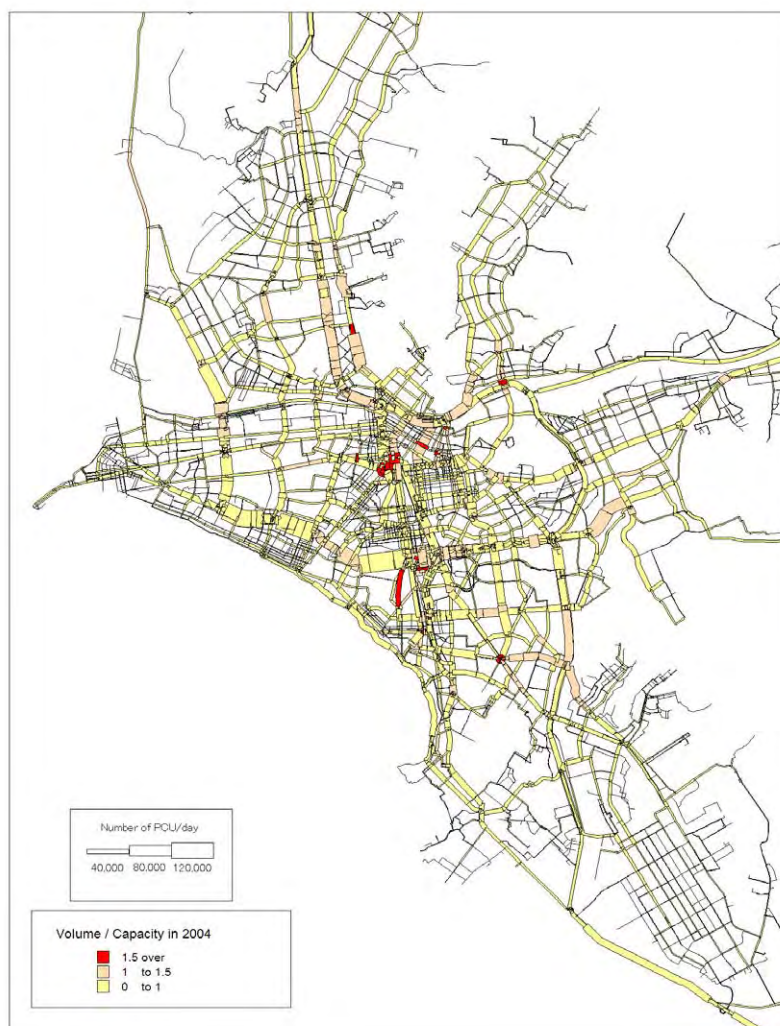 Number of PCU/day
40,000 80,000 120,000
Volume / Capacity in 2004
1.5 over
1 to 1.5
0 to 1